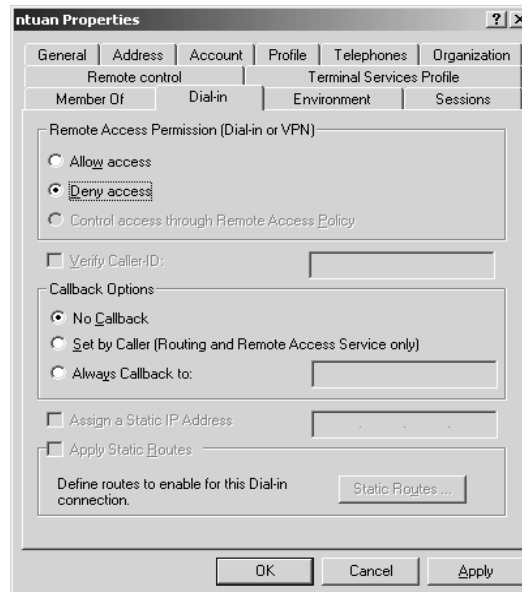 ntuan Properties
General Address Account Profile Telephones Organization
Remote control Terminal Services Profile
Member Of Dial-in Environment Sessions
Remote Access Permission (Dial-in or VPN)
Allow access
Deny access
Control access through Remote Access Policy
Verify Caller-ID:
Callback Options
No Callback
Set by Caller (Routing and Remote Access Service only)
Always Callback to:
Assign a Static IP Address
Apply Static Routes
Define routes to enable for this Dial-in
connection.
Static Routes ...
OK Cancel Apply